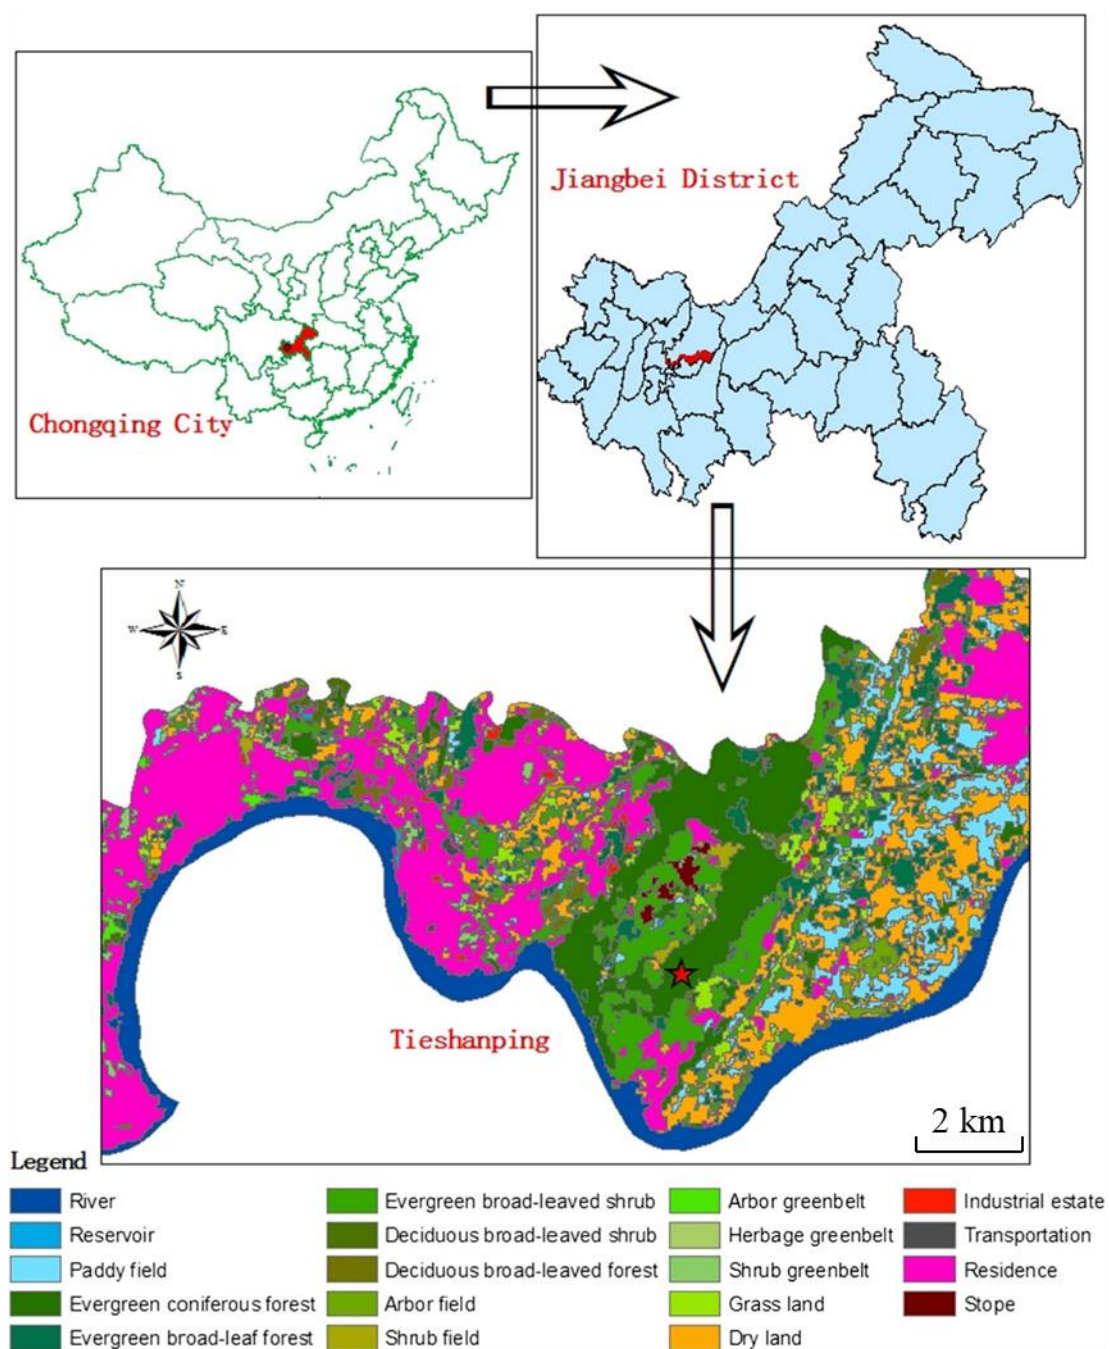 Jiangbei District
Chongqing City
N
W E
S
Tieshanping
2 km
Legend
River
Reservoir
Paddy field
Evergreen coniferous forest
Evergreen broad-leaf forest
Evergreen broad-leaved shrub
Deciduous broad-leaved shrub
Deciduous broad-leaved forest
Arbor field
Shrub field
Arbor greenbelt
Herbage greenbelt
Shrub greenbelt
Grass land
Dry land
Industrial estate
Transportation
Residence
Stope